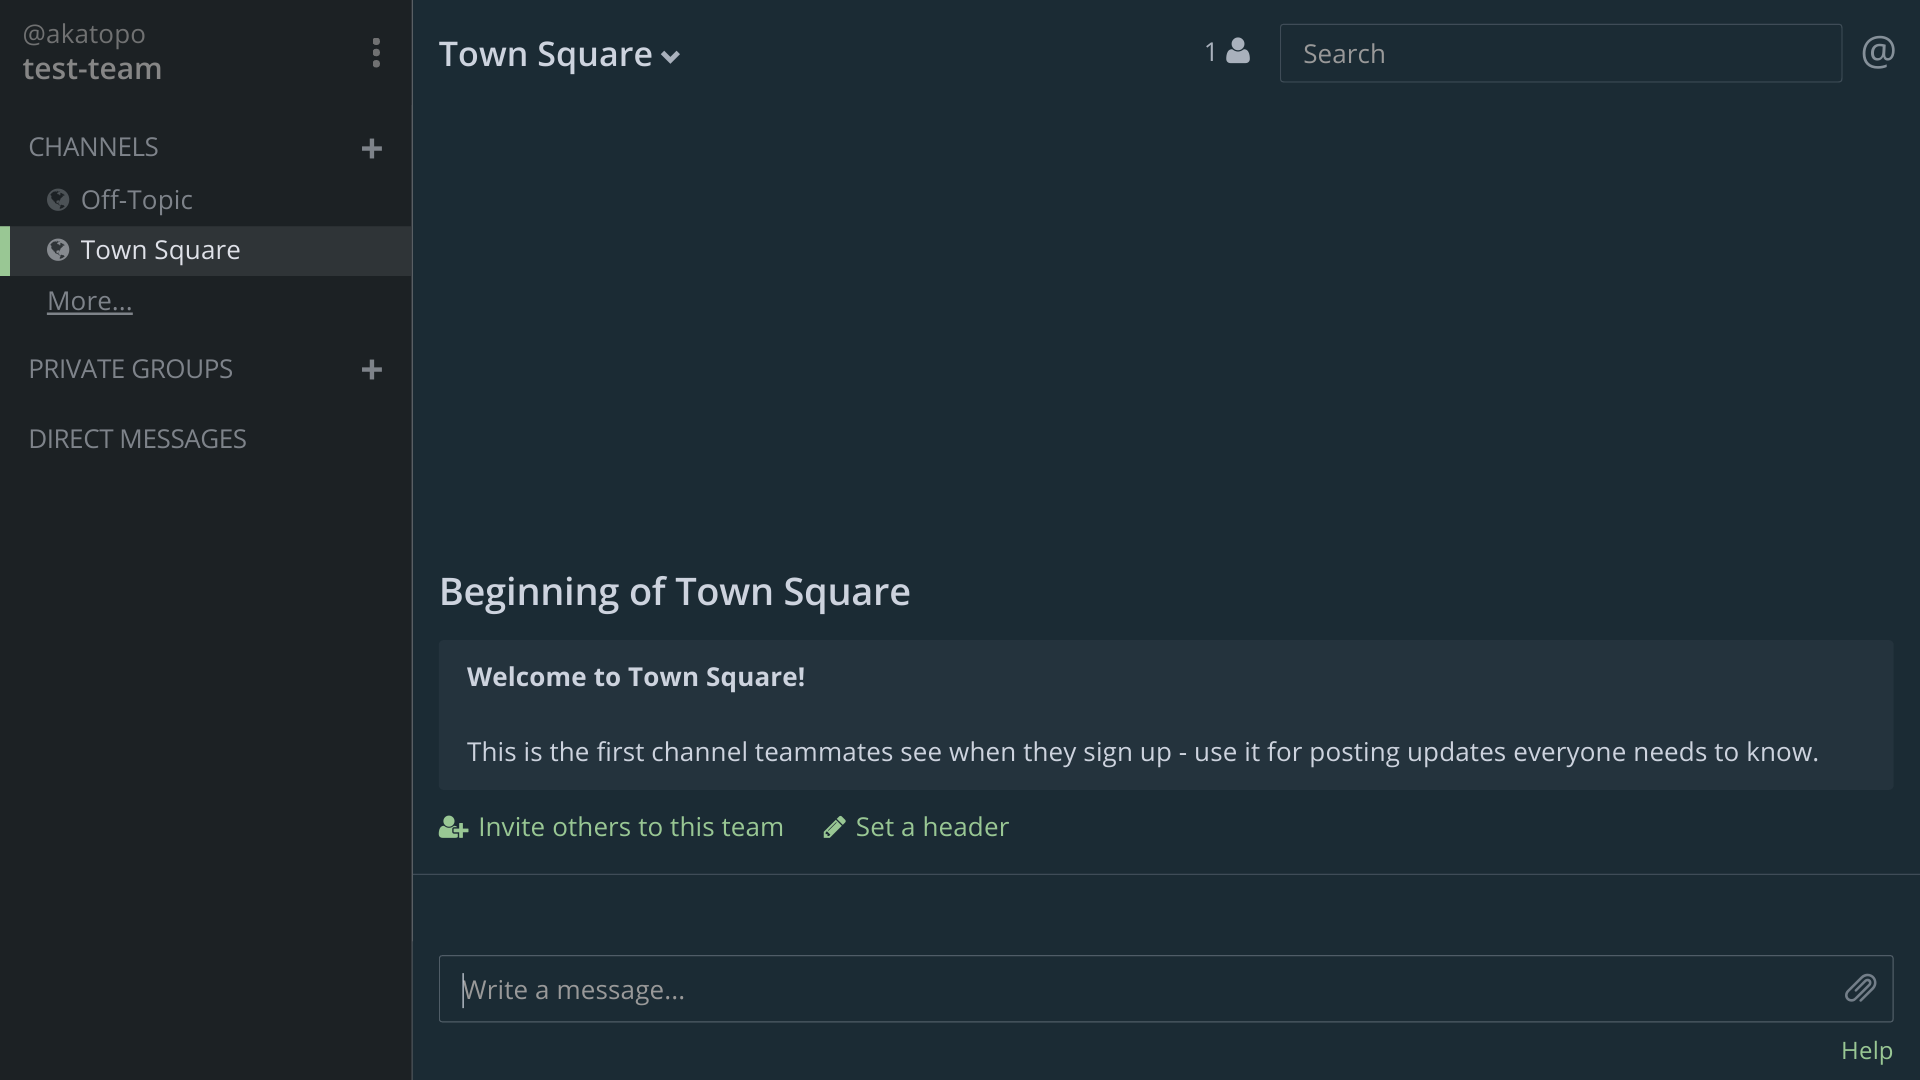 @akatopo
test-team
CHANNELS
Off-Topic
Town Square
More...
PRIVATE GROUPS
DIRECT MESSAGES
Town Square
1
Search
@
Beginning of Town Square
Welcome to Town Square!
This is the first channel teammates see when they sign up - use it for posting updates everyone needs to know.
Invite others to this team
Set a header
Write a message...
Help